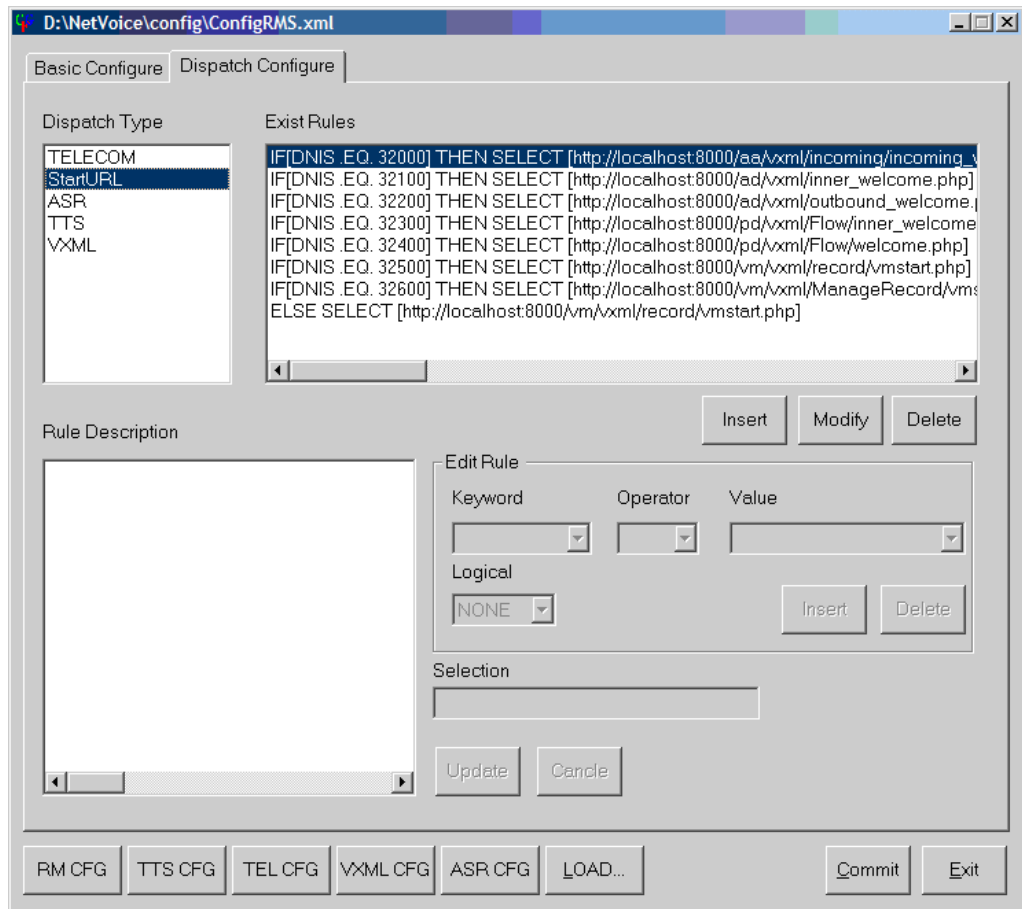 D:\NetVoice\config\ConfigRMS.xml
Basic Configure
Dispatch Configure
Dispatch Type
Exist Rules
TELECOM
StartURL
ASR
TTS
VXML
IF[DNIS .EQ. 32000] THEN SELECT [http://localhost:8000/aa/vxml/incoming/incoming_
IF[DNIS .EQ. 32100] THEN SELECT [http://localhost:8000/ad/vxml/inner_welcome.php]
IF[DNIS .EQ. 32200] THEN SELECT [http://localhost:8000/ad/vxml/outbound_welcome.
IF[DNIS .EQ. 32300] THEN SELECT [http://localhost:8000/pd/vxml/Flow/inner_welcome
IF[DNIS .EQ. 32400] THEN SELECT [http://localhost:8000/pd/vxml/Flow/welcome.php]
IF[DNIS .EQ. 32500] THEN SELECT [http://localhost:8000/vm/vxml/record/vmstart.php]
IF[DNIS .EQ. 32600] THEN SELECT [http://localhost:8000/vm/vxml/ManageRecord/vms
ELSE SELECT [http://localhost:8000/vm/vxml/record/vmstart.php]
Insert
Modify
Delete
Rule Description
Edit Rule
Keyword
Operator
Value
Logical
NONE
Insert
Delete
Selection
Update
Cancle
RM CFG
TTS CFG
TEL CFG
VXML CFG
ASR CFG
LOAD...
Commit
Exit